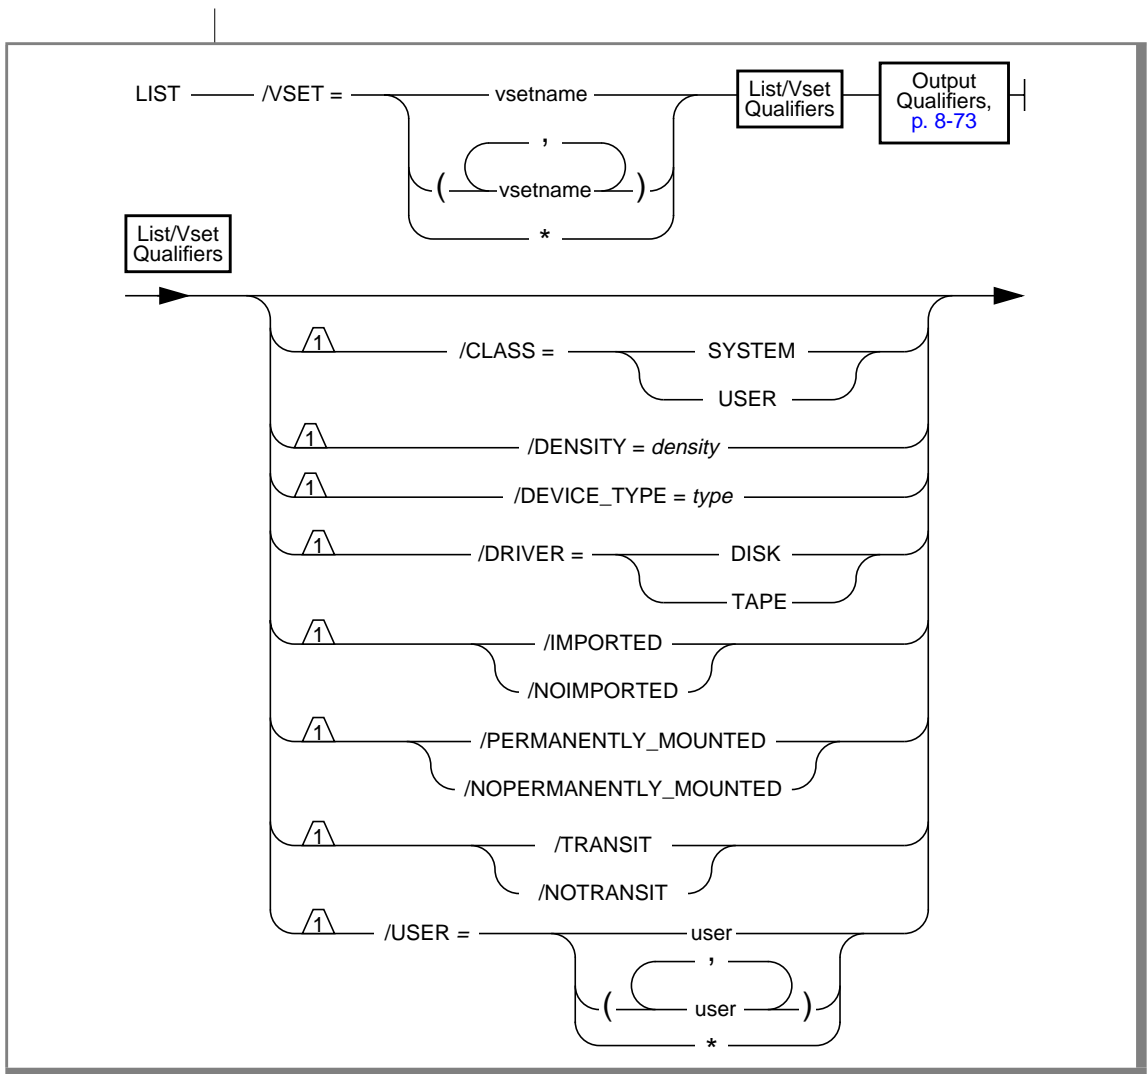 LIST /VSET = vsetname List/Vset Qualifiers Output Qualifiers, p. 8-73
,
( vsetname )
*
List/Vset
Qualifiers
1 /CLASS = SYSTEM
USER
1 /DENSITY = density
1 /DEVICE_TYPE = type
1 /DRIVER = DISK
TAPE
1 /IMPORTED
/NOIMPORTED
1 /PERMANENTLY_MOUNTED
/NOPERMANENTLY_MOUNTED
1 /TRANSIT
/NOTRANSIT
1 /USER = user
,
( user )
*